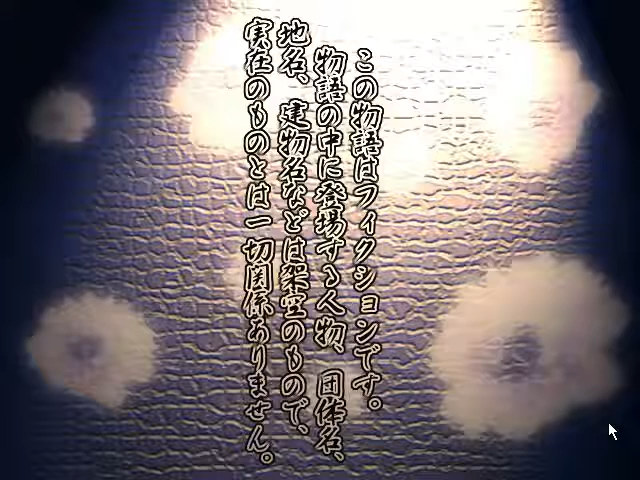 この物語はフィクションです。
物語の中に登場する人物、団体名、
地名、建物名などは架空のもので、
実在のものとは一切関係ありません。